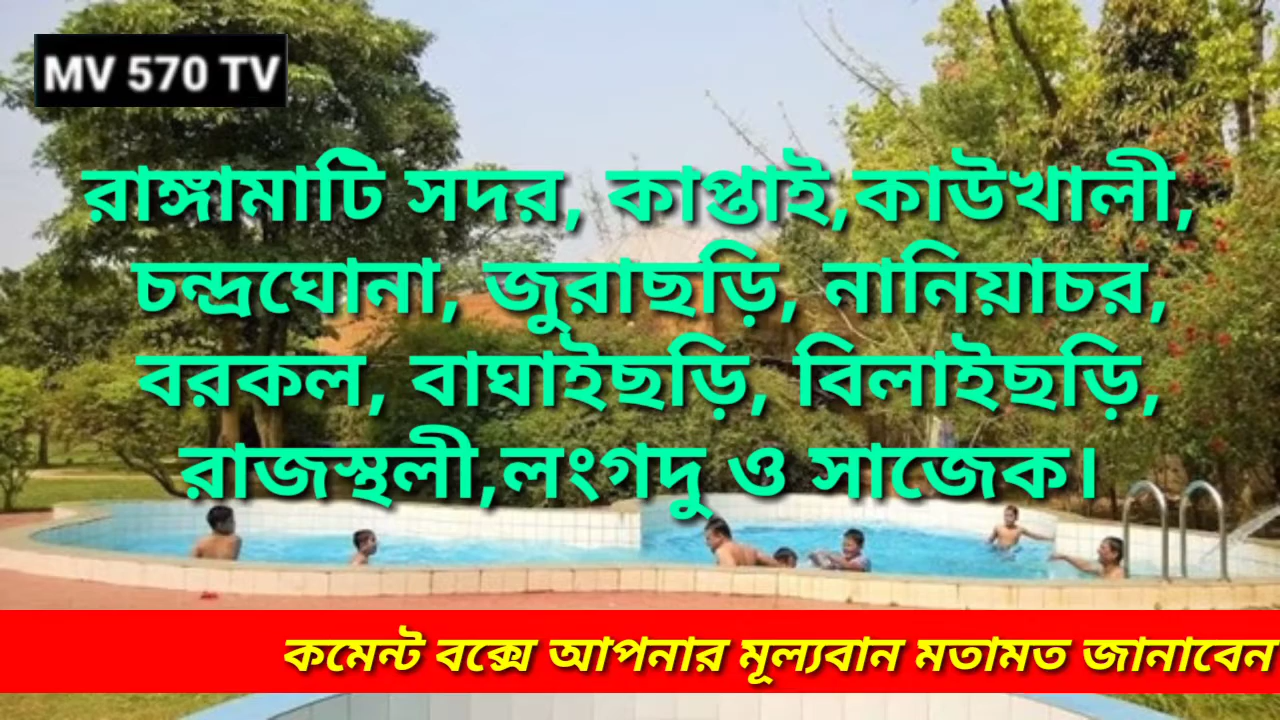 MV 570 TV
রাঙ্গামাটি সদর, কাপ্তাই,কাউখালী,
চন্দ্রঘোনা, জুরাছড়ি, নানিয়াচর,
বরকল, বাঘাইছড়ি, বিলাইছড়ি,
রাজস্থলী,লংগদু ও সাজেক।
কমেন্ট বক্সে আপনার মূল্যবান মতামত জানাবেন